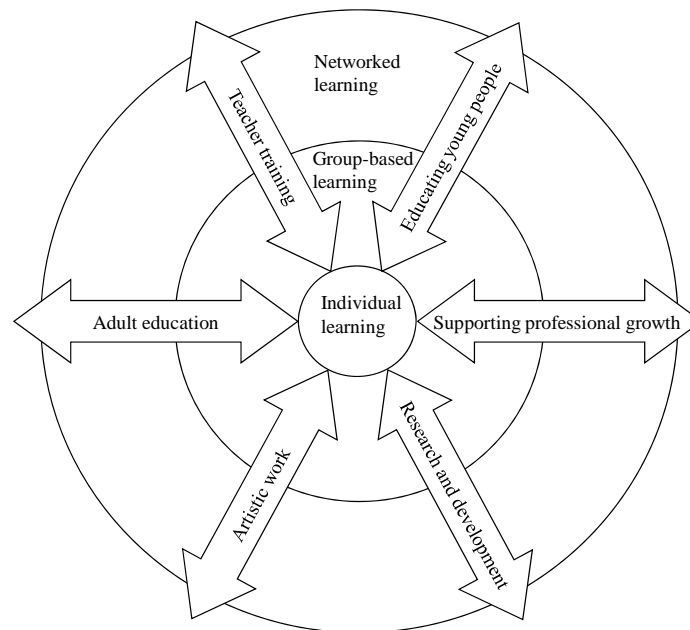 Networked
learning
Teacher training
Educating young people
Group-based
learning
Individual
learning
Adult education
Supporting professional growth
Artistic work
Research and development